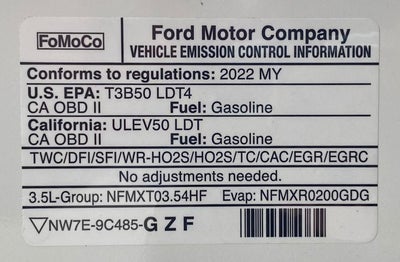 FoMoCo
Ford Motor Company
VEHICLE EMISSION CONTROL INFORMATION
Conforms to regulations: 2022 MY
U.S. EPA: T3B50 LDT4
CA OBD II Fuel: Gasoline
California: ULEV50 LDT
CA OBD II Fuel: Gasoline
TWC/DFI/SFI/WR-HO2S/HO2S/TC/CAC/EGR/EGRC
No adjustments needed.
3.5L-Group: NFMXT03.54HF Evap: NFMXR0200GDG
▽NW7E-9C485-G Z F